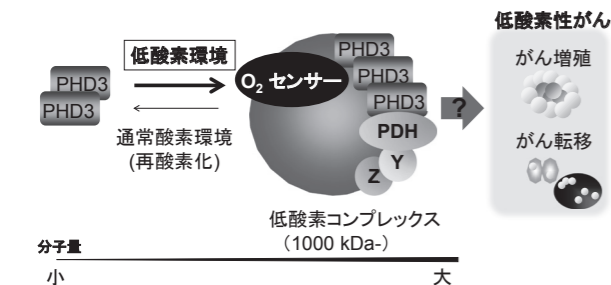 低酸素性がん
低酸素環境
PHD3
PHD3
通常酸素環境
(再酸素化)
O2 センサー
PHD3
PHD3
PHD3
PDH
Y
Z
?
がん増殖
がん転移
低酸素コンプレックス
(1000 kDa-)
分子量
小
大